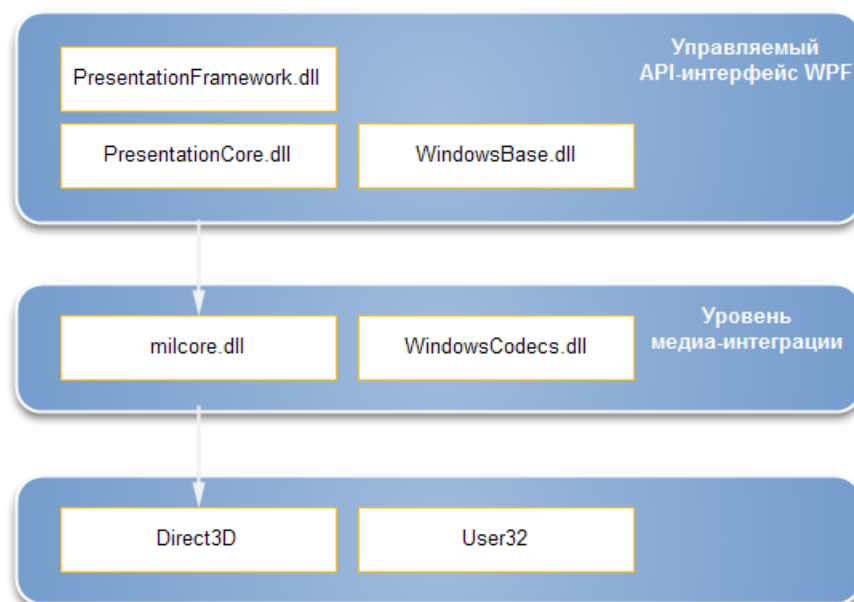 Управляемый
API-интерфейс WPF
PresentationFramework.dll
PresentationCore.dll
WindowsBase.dll
Уровень
медиа-интеграции
milcore.dll
WindowsCodecs.dll
Direct3D
User32